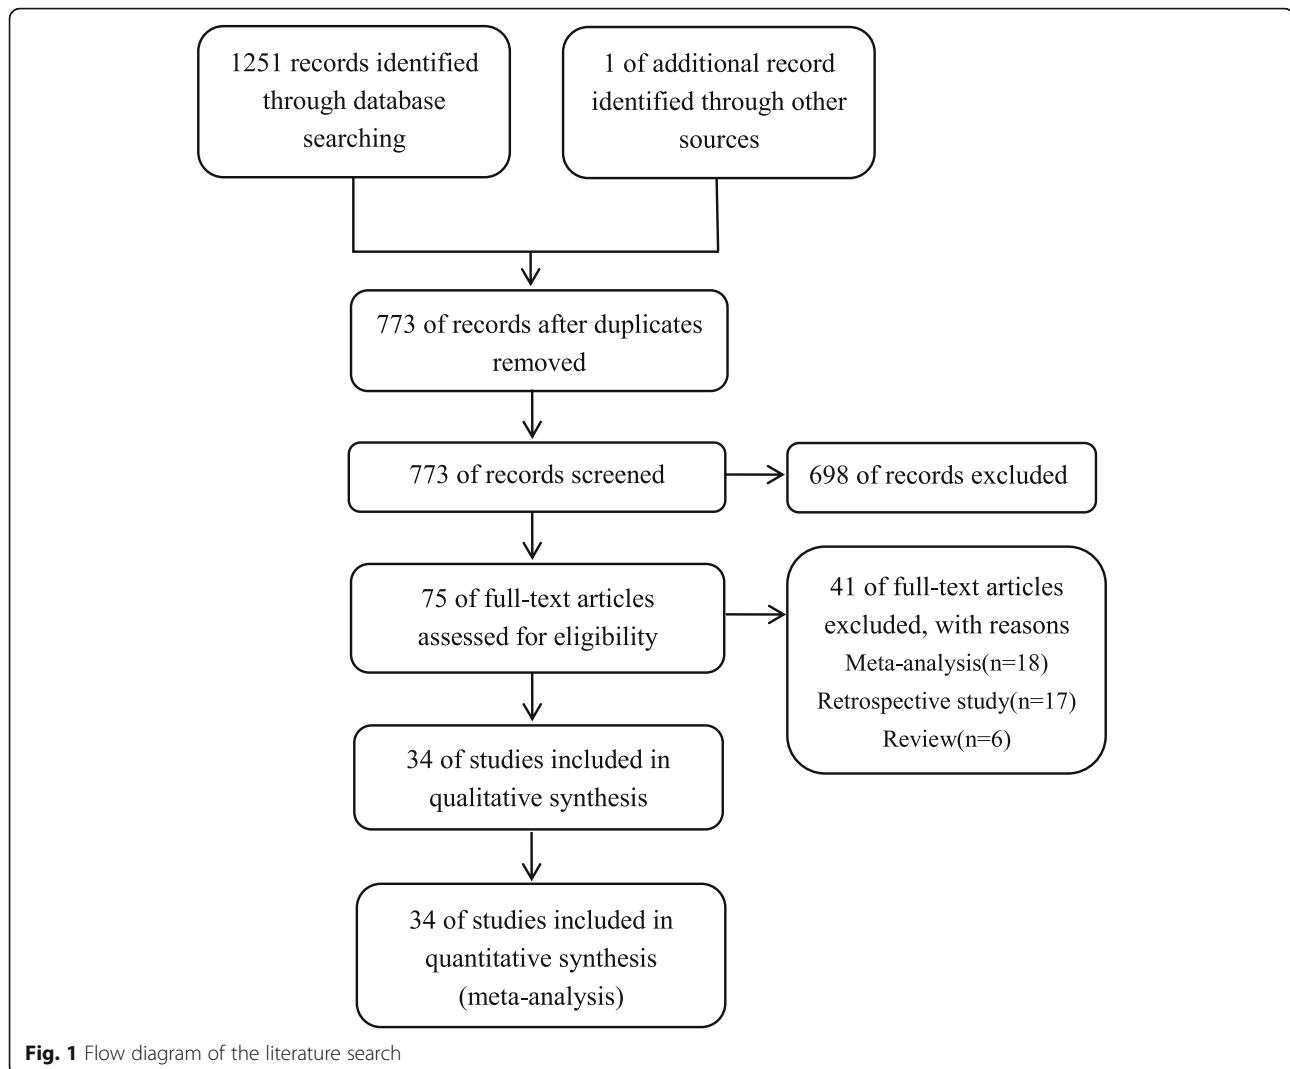 1251 records identified
through database
searching
1 of additional record
identified through other
sources
773 of records after duplicates
removed
773 of records screened
698 of records excluded
75 of full-text articles
assessed for eligibility
41 of full-text articles
excluded, with reasons
Meta-analysis(n=18)
Retrospective study(n=17)
Review(n=6)
34 of studies included in
qualitative synthesis
34 of studies included in
quantitative synthesis
(meta-analysis)
Fig. 1 Flow diagram of the literature search